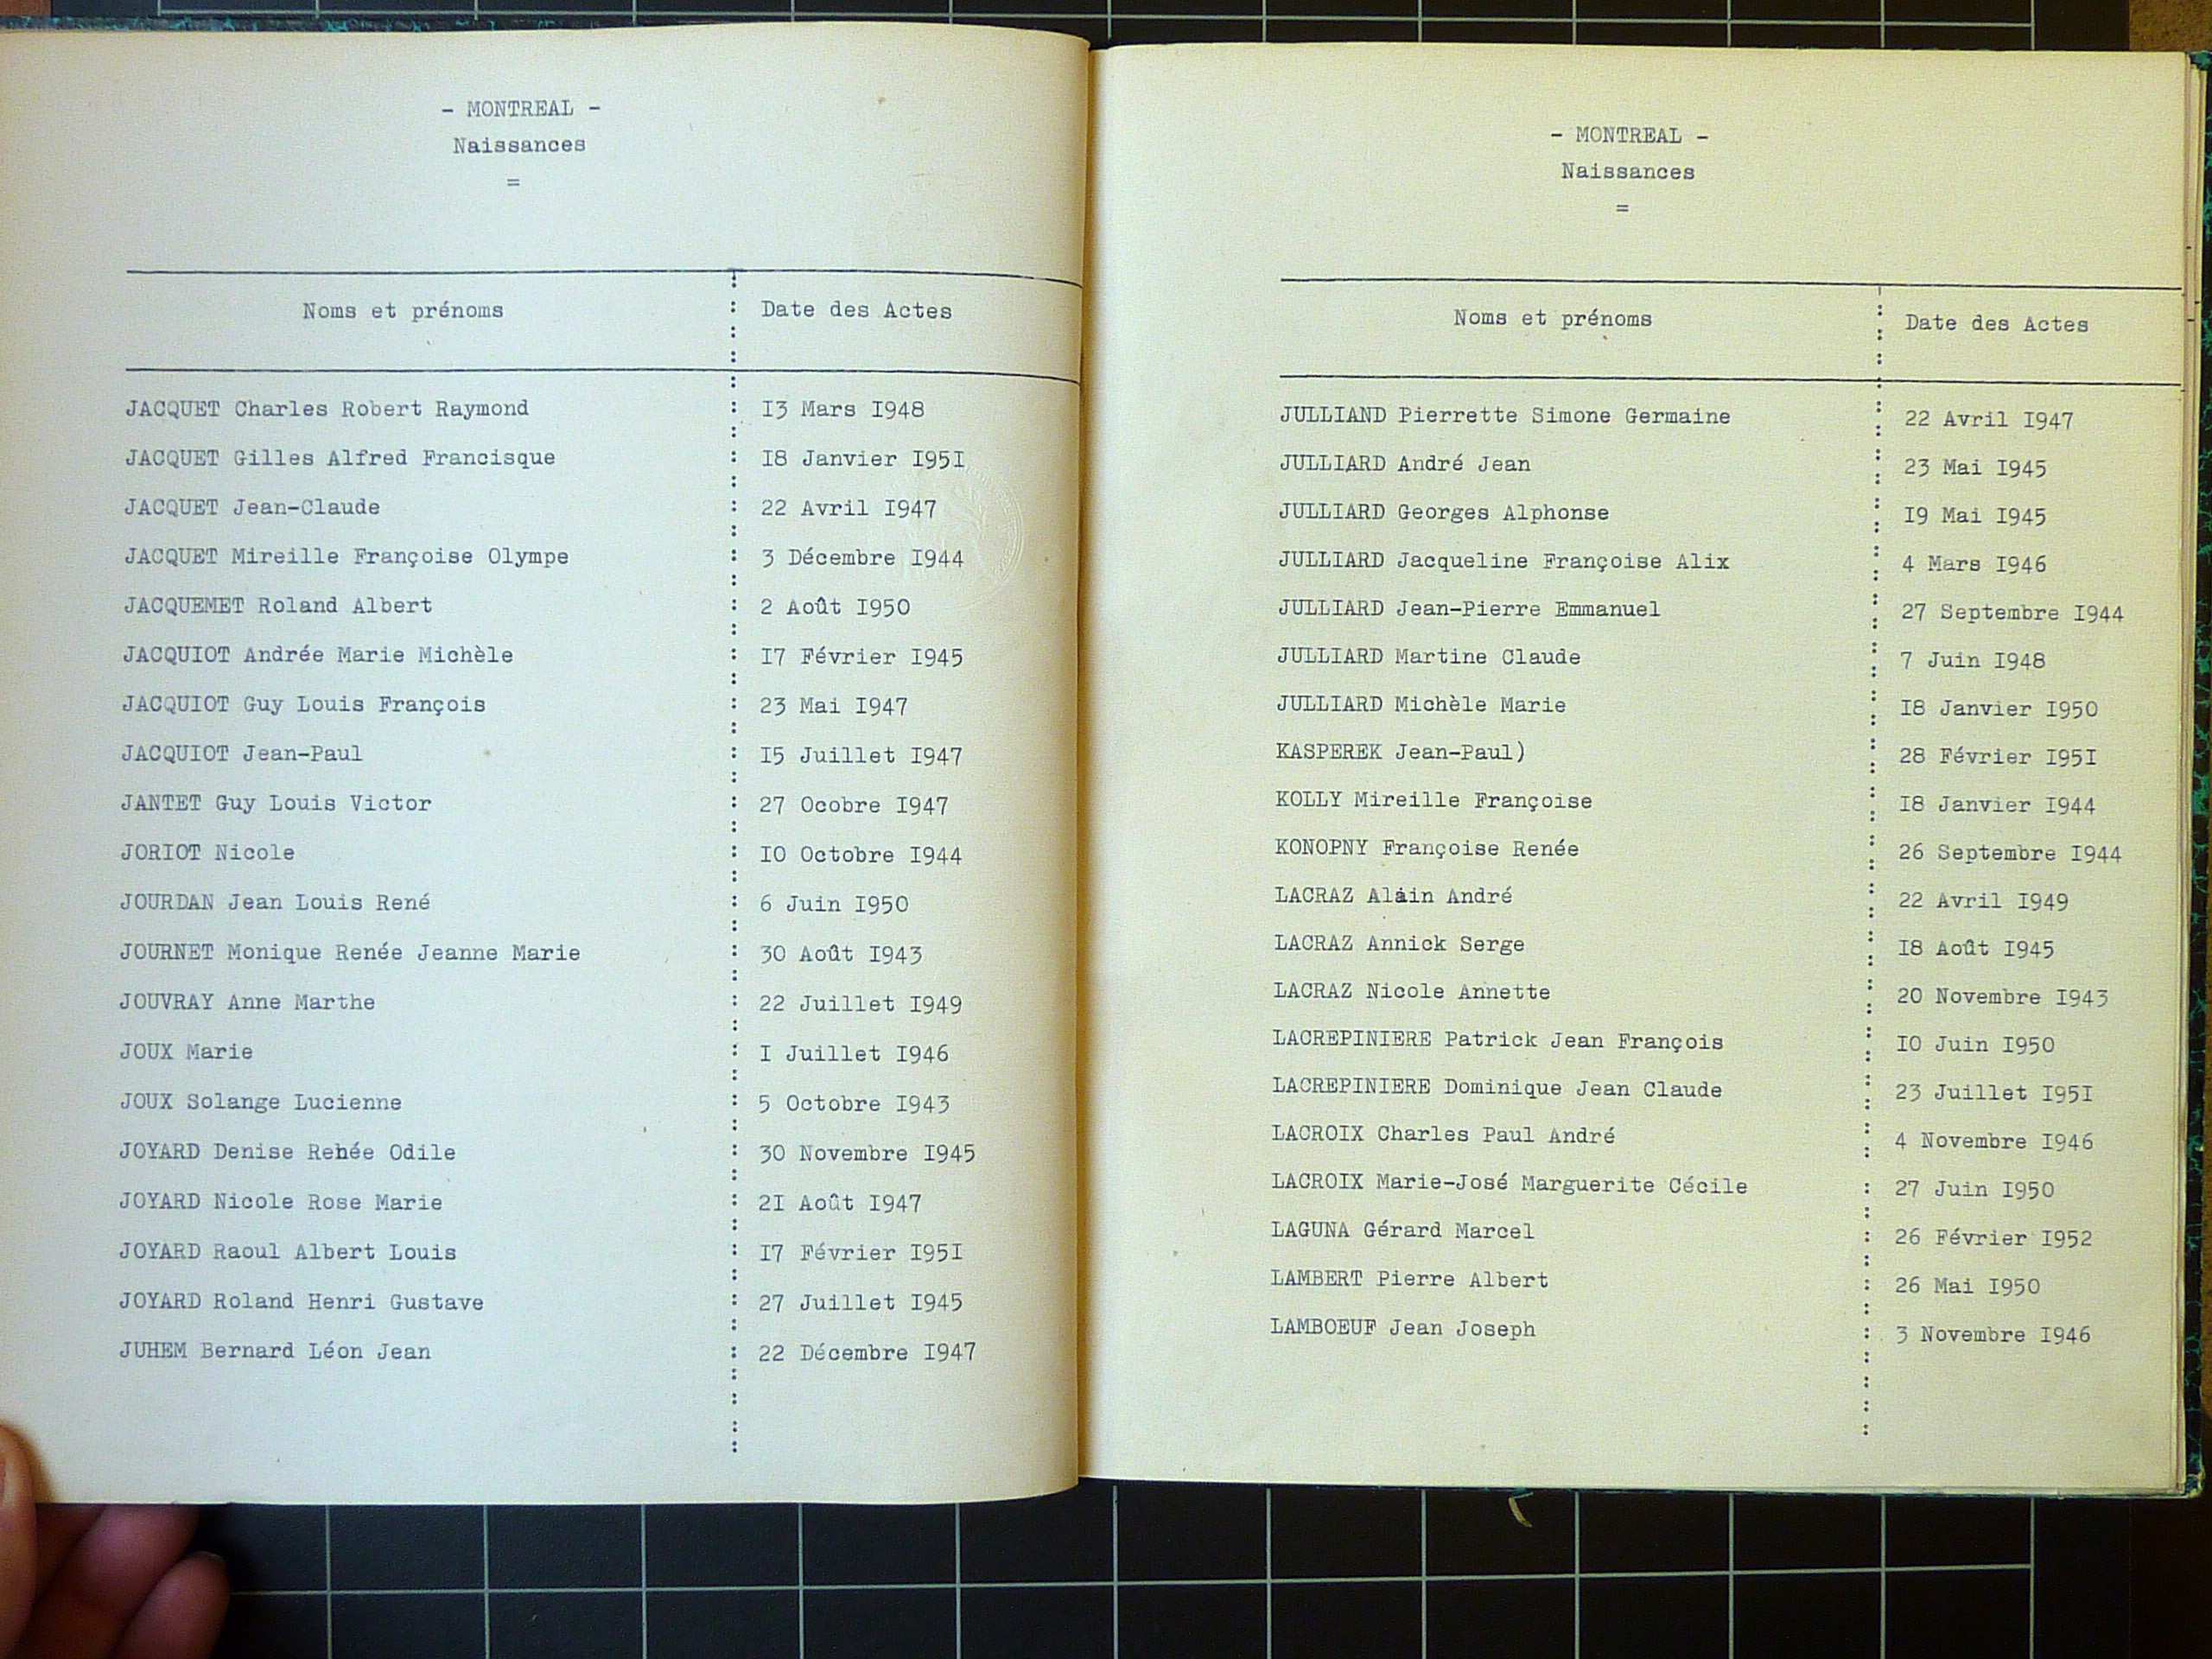 - MONTREAL -
Naissances
=
Noms et prénoms : Date des Actes
JACQUET Charles Robert Raymond : I3 Mars I948
JACQUET Gilles Alfred Francisque : I8 Janvier I95I
JACQUET Jean-Claude : 22 Avril I947
JACQUET Mireille Françoise Olympe : 3 Décembre I944
JACQUEMET Roland Albert : 2 Août I950
JACQUIOT Andrée Marie Michèle : I7 Février I945
JACQUIOT Guy Louis François : 23 Mai I947
JACQUIOT Jean-Paul : I5 Juillet I947
JANTET Guy Louis Victor : 27 Ocobre I947
JORIOT Nicole : IO Octobre I944
JOURDAN Jean Louis René : 6 Juin I950
JOURNET Monique Renée Jeanne Marie : 30 Août I943
JOUVRAY Anne Marthe : 22 Juillet I949
JOUX Marie : I Juillet I946
JOUX Solange Lucienne : 5 Octobre I943
JOYARD Denise Renée Odile : 30 Novembre I945
JOYARD Nicole Rose Marie : 2I Août I947
JOYARD Raoul Albert Louis : I7 Février I95I
JOYARD Roland Henri Gustave : 27 Juillet I945
JUHEM Bernard Léon Jean : 22 Décembre I947
- MONTREAL -
Naissances
=
Noms et prénoms : Date des Actes
JULLIAND Pierrette Simone Germaine : 22 Avril I947
JULLIARD André Jean : 23 Mai I945
JULLIARD Georges Alphonse : I9 Mai I945
JULLIARD Jacqueline Françoise Alix : 4 Mars I946
JULLIARD Jean-Pierre Emmanuel : 27 Septembre I944
JULLIARD Martine Claude : 7 Juin I948
JULLIARD Michèle Marie : I8 Janvier I950
KASPEREK Jean-Paul) : 28 Février I95I
KOLLY Mireille Françoise : I8 Janvier I944
KONOPNY Françoise Renée : 26 Septembre I944
LACRAZ Alain André : 22 Avril I949
LACRAZ Annick Serge : I8 Août I945
LACRAZ Nicole Annette : 20 Novembre I943
LACREPINIERE Patrick Jean François : IO Juin I950
LACREPINIERE Dominique Jean Claude : 23 Juillet I95I
LACROIX Charles Paul André : 4 Novembre I946
LACROIX Marie-José Marguerite Cécile : 27 Juin I950
LAGUNA Gérard Marcel : 26 Février I952
LAMBERT Pierre Albert : 26 Mai I950
LAMBOEUF Jean Joseph : 3 Novembre I946